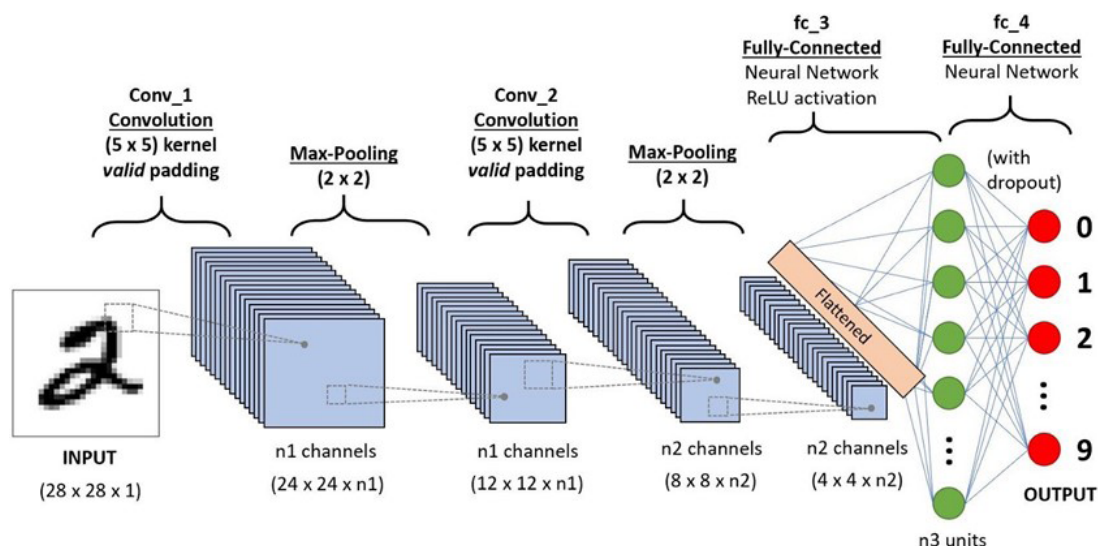 Conv_1
Convolution
(5 x 5) kernel
valid padding
Max-Pooling
(2 x 2)
Conv_2
Convolution
(5 x 5) kernel
valid padding
Max-Pooling
(2 x 2)
fc_3
Fully-Connected
Neural Network
ReLU activation
fc_4
Fully-Connected
Neural Network
(with
dropout)
Flattened
2
0
1
2
9
OUTPUT
INPUT
(28 x 28 x 1)
n1 channels
(24 x 24 x n1)
n1 channels
(12 x 12 x n1)
n2 channels
(8 x 8 x n2)
n2 channels
(4 x 4 x n2)
n3 units